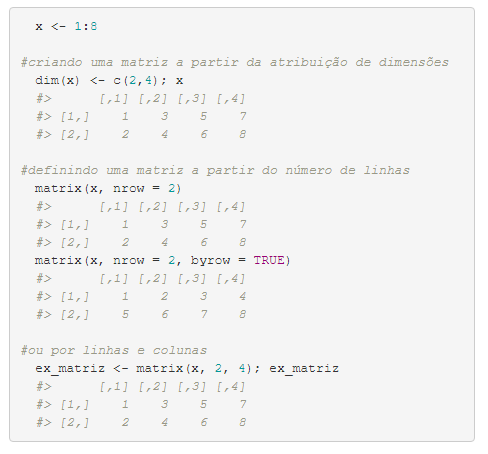 x <- 1:8
#criando uma matriz a partir da atribuição de dimensões
dim(x) <- c(2,4); x
#>      [,1] [,2] [,3] [,4]
#> [1,]    1    3    5    7
#> [2,]    2    4    6    8
#definindo uma matriz a partir do número de linhas
matrix(x, nrow = 2)
#>      [,1] [,2] [,3] [,4]
#> [1,]    1    3    5    7
#> [2,]    2    4    6    8
matrix(x, nrow = 2, byrow = TRUE)
#>      [,1] [,2] [,3] [,4]
#> [1,]    1    2    3    4
#> [2,]    5    6    7    8
#ou por linhas e colunas
ex_matriz <- matrix(x, 2, 4); ex_matriz
#>      [,1] [,2] [,3] [,4]
#> [1,]    1    3    5    7
#> [2,]    2    4    6    8